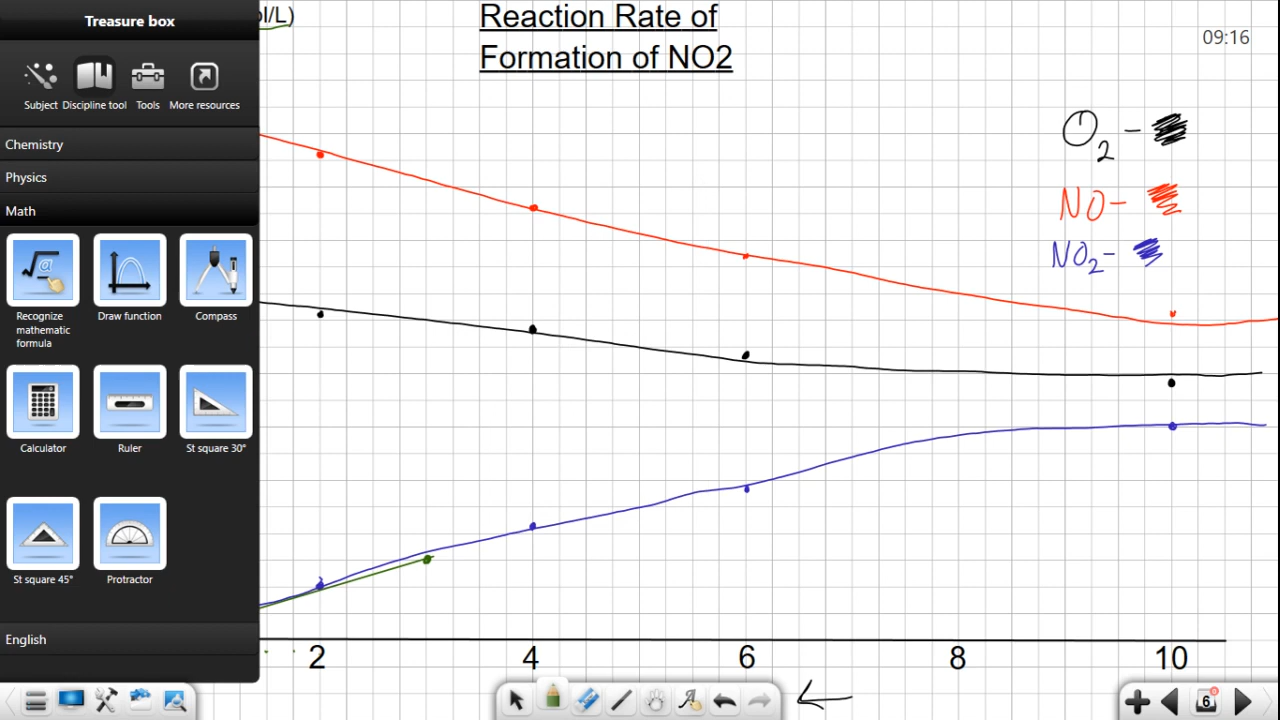 Treasure box
Subject
Discipline tool
Tools
More resources
Chemistry
Physics
Math
Recognize
mathematic
formula
Draw function
Compass
Calculator
Ruler
St square 30°
St square 45°
Protractor
English
ol/L)
Reaction Rate of
Formation of NO2
09:16
O2 -
NO -
NO2 -
2
4
6
8
10
6